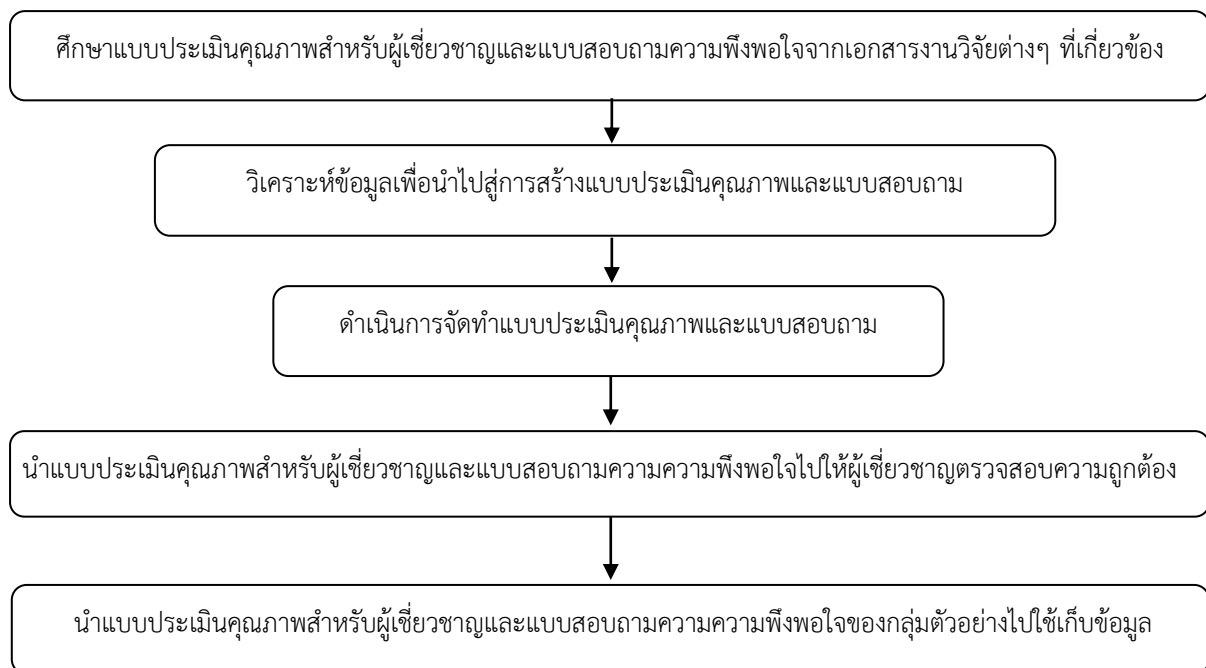 ศึกษาแบบประเมินคุณภาพสำหรับผู้เชี่ยวชาญและแบบสอบถามความพึงพอใจจากเอกสารงานวิจัยต่างๆ ที่เกี่ยวข้อง
วิเคราะห์ข้อมูลเพื่อนำไปสู่การสร้างแบบประเมินคุณภาพและแบบสอบถาม
ดำเนินการจัดทำแบบประเมินคุณภาพและแบบสอบถาม
นำแบบประเมินคุณภาพสำหรับผู้เชี่ยวชาญและแบบสอบถามความความพึงพอใจไปให้ผู้เชี่ยวชาญตรวจสอบความถูกต้อง
นำแบบประเมินคุณภาพสำหรับผู้เชี่ยวชาญและแบบสอบถามความความพึงพอใจของกลุ่มตัวอย่างไปใช้เก็บข้อมูล